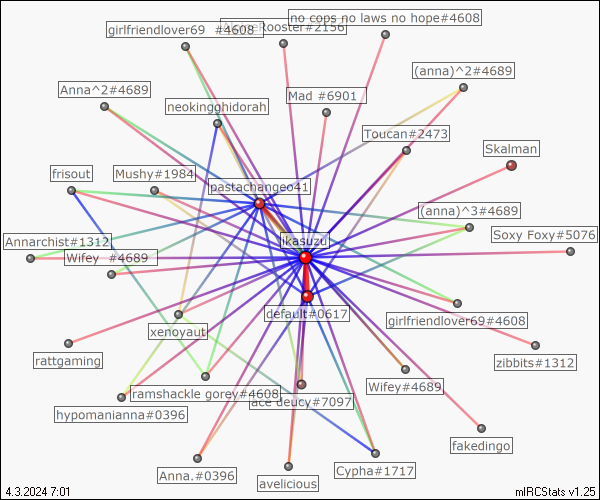 no cops no laws no hope#4608
girlfriendlover69 #4608
Rooster#2156
(anna)^2#4689
Anna^2#4689
Mad #6901
neokingghidorah
Toucan#2473
Skalman
frisout
Mushy#1984
pastachangeo41
(anna)^3#4689
Soxy Foxy#5076
Annarchist#1312
ikasuzu
Wifey #4689
default#0617
girlfriendlover69#4608
xenoyaut
rattgaming
zibbits#1312
Wifey#4689
ramshackle gorey#4608
ace deucy#7097
hypomanianna#0396
fakedingo
Anna.#0396
Cypha#1717
avelicious
4.3.2024 7:01
mIRCStats v1.25